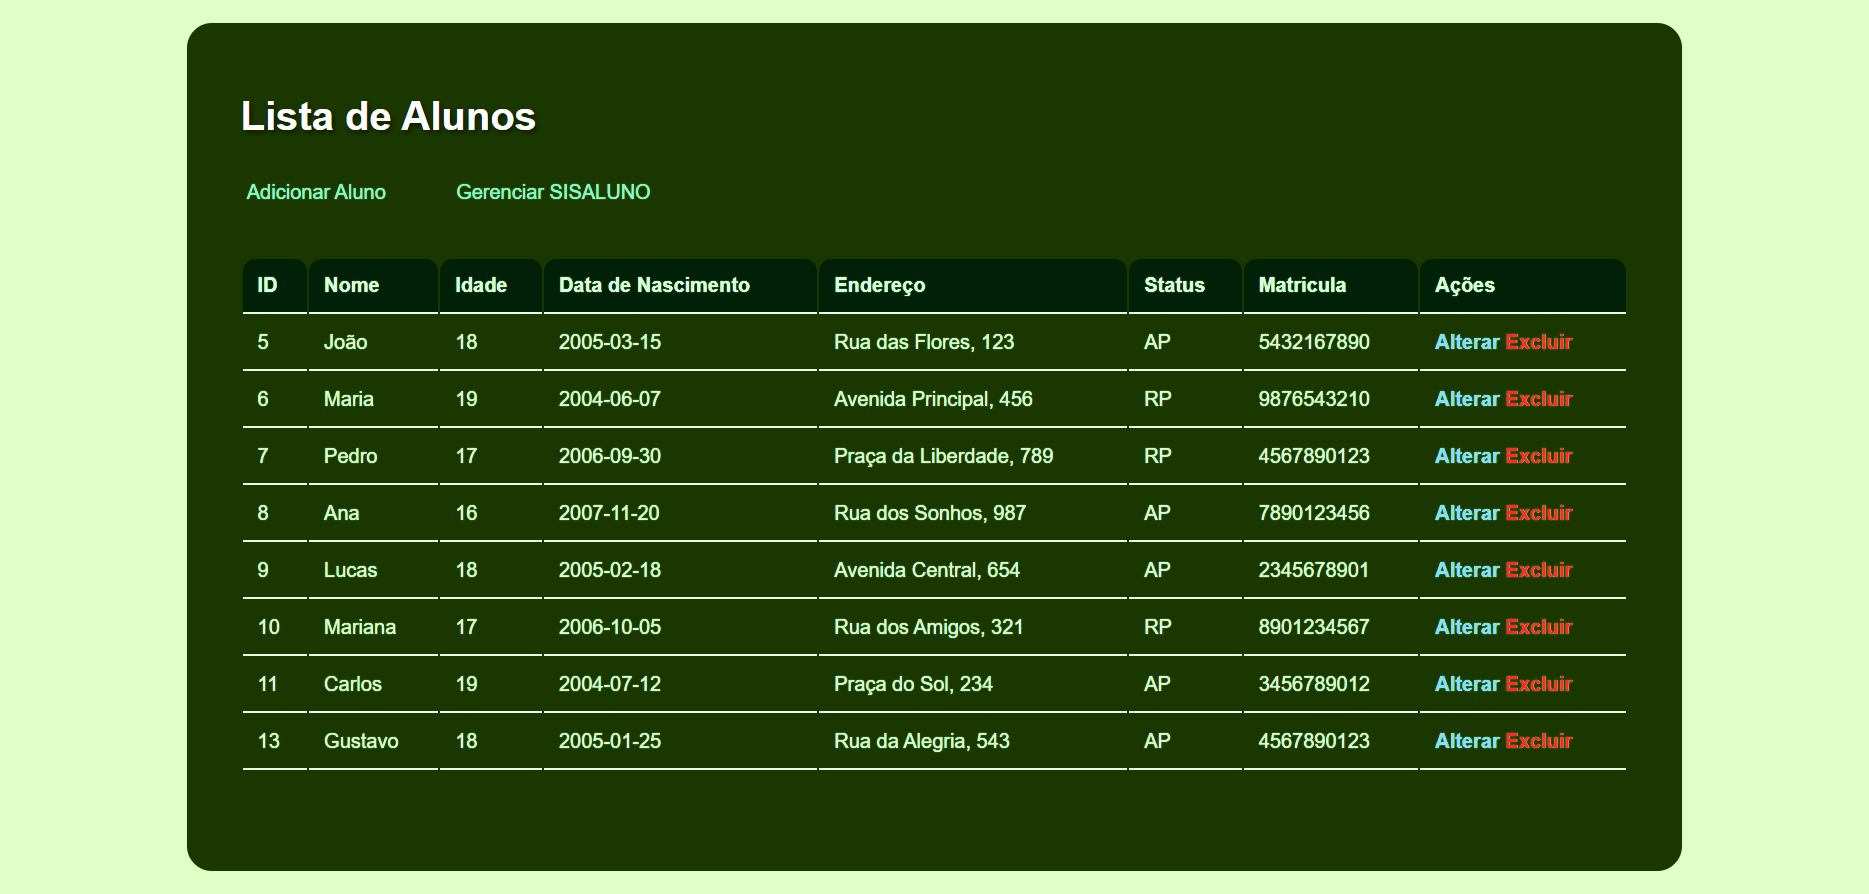 Lista de Alunos
Adicionar Aluno Gerenciar SISALUNO
ID Nome Idade Data de Nascimento Endereço Status Matricula Ações
5 João 18 2005-03-15 Rua das Flores, 123 AP 5432167890 Alterar Excluir
6 Maria 19 2004-06-07 Avenida Principal, 456 RP 9876543210 Alterar Excluir
7 Pedro 17 2006-09-30 Praça da Liberdade, 789 RP 4567890123 Alterar Excluir
8 Ana 16 2007-11-20 Rua dos Sonhos, 987 AP 7890123456 Alterar Excluir
9 Lucas 18 2005-02-18 Avenida Central, 654 AP 2345678901 Alterar Excluir
10 Mariana 17 2006-10-05 Rua dos Amigos, 321 RP 8901234567 Alterar Excluir
11 Carlos 19 2004-07-12 Praça do Sol, 234 AP 3456789012 Alterar Excluir
13 Gustavo 18 2005-01-25 Rua da Alegria, 543 AP 4567890123 Alterar Excluir